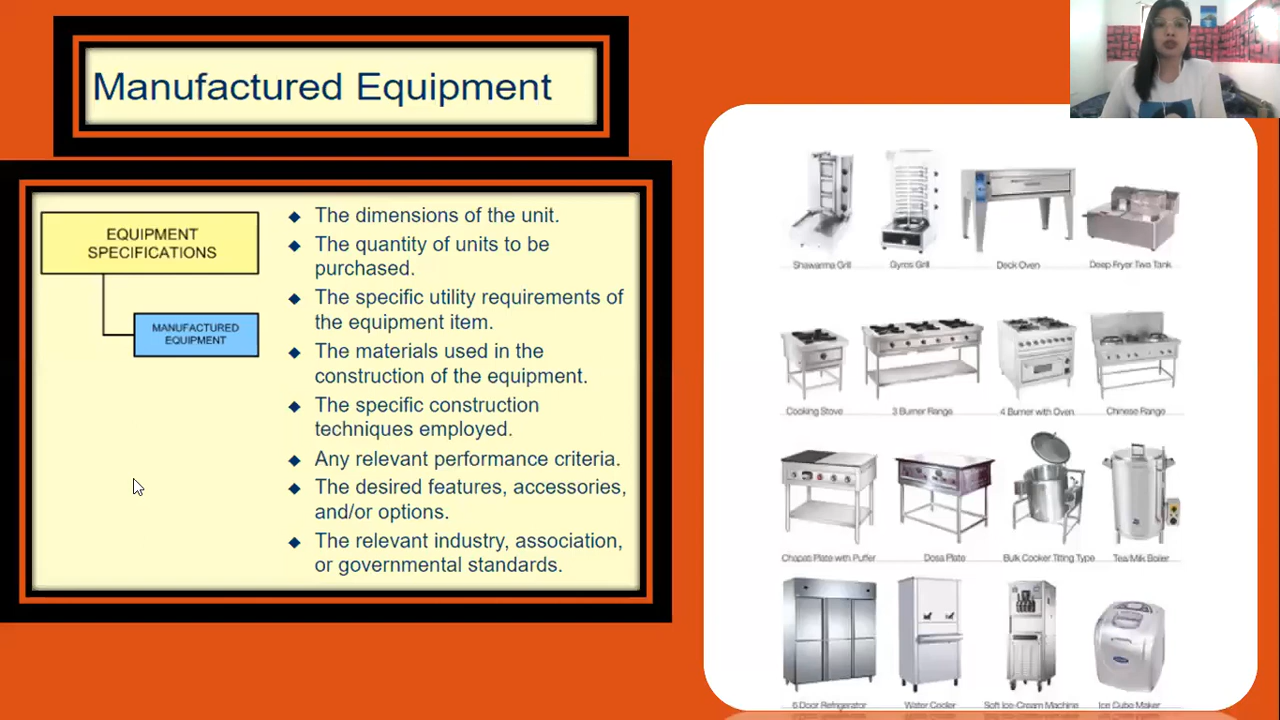 Manufactured Equipment
EQUIPMENT
SPECIFICATIONS
MANUFACTURED
EQUIPMENT
◆ The dimensions of the unit.
◆ The quantity of units to be
purchased.
◆ The specific utility requirements of
the equipment item.
◆ The materials used in the
construction of the equipment.
◆ The specific construction
techniques employed.
◆ Any relevant performance criteria.
◆ The desired features, accessories,
and/or options.
◆ The relevant industry, association,
or governmental standards.
Shawarma Grill
Gyros Grill
Deck Oven
Deep Fryer Two Tank
Cooking Stove
3 Burner Range
4 Burner with Oven
Chinese Range
Chapati Plate with Puffer
Dosa Plate
Bulk Cooker Tilting Type
Tea/Milk Boiler
6 Door Refrigerator
Water Cooler
Soft Ice-Cream Machine
Ice Cube Maker